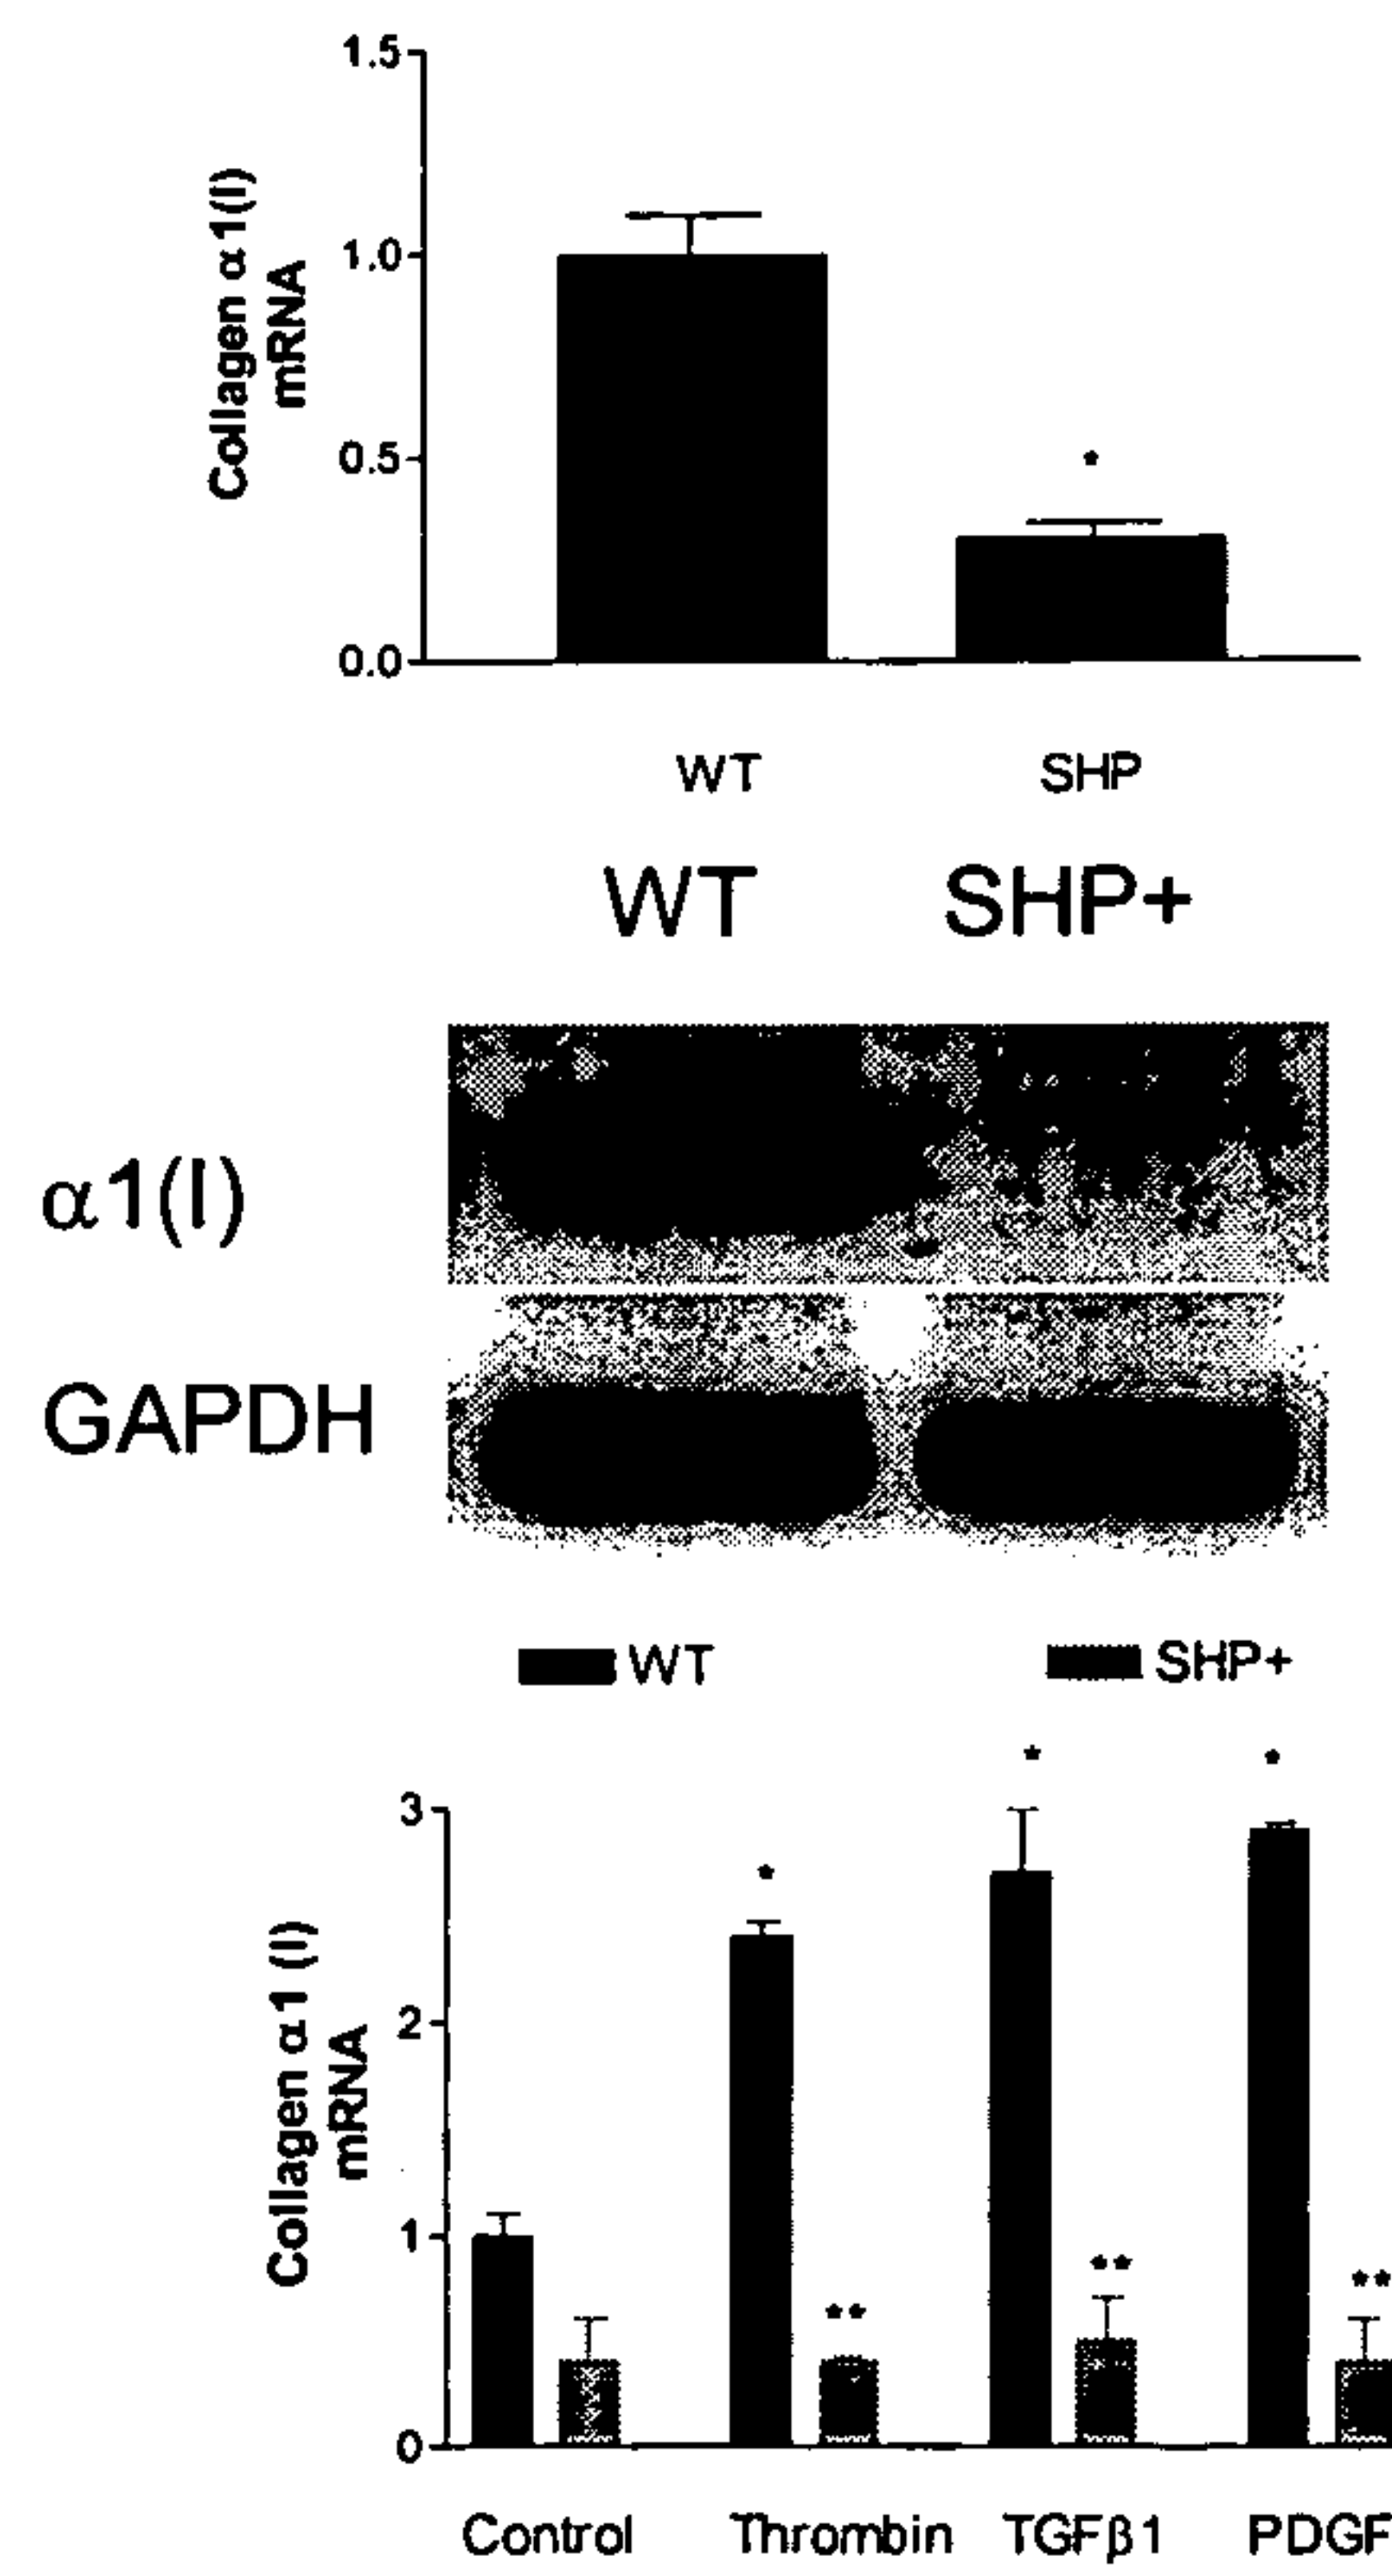 1.5
1.0
0.5
0.0
Collagen α1(I)
mRNA
*
WT SHP
WT SHP+
α1(I)
GAPDH
WT SHP+
3
2
1
0
Collagen α1 (I)
mRNA
* * *
** ** **
Control Thrombin TGFβ1 PDGF